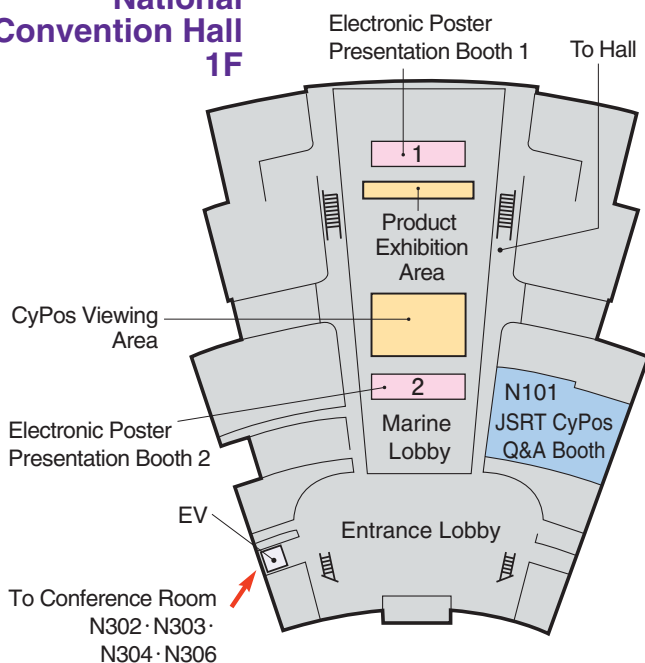 National
Convention Hall
1F
Electronic Poster
Presentation Booth 1
To Hall
1
Product
Exhibition
Area
CyPos Viewing
Area
2
N101
JSRT CyPos
Q&A Booth
Marine
Lobby
Electronic Poster
Presentation Booth 2
EV
Entrance Lobby
To Conference Room
N302·N303·
N304·N306